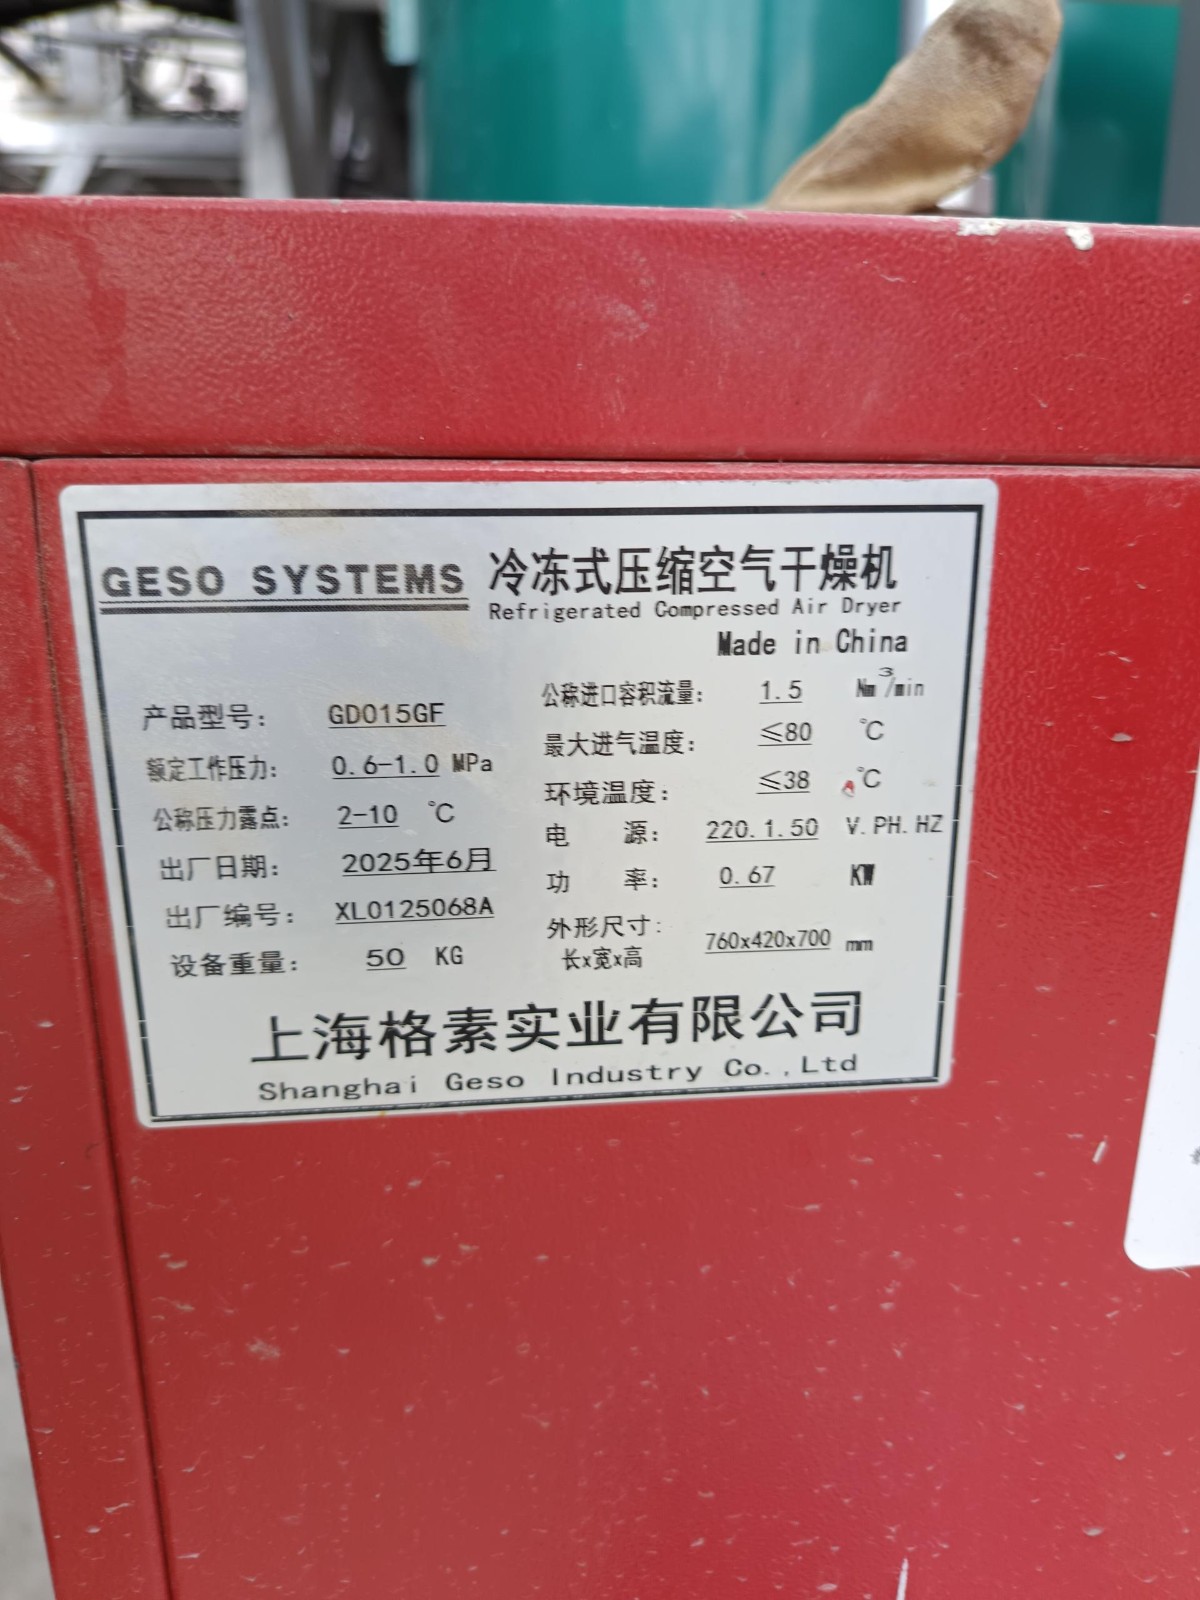 GESO SYSTEMS 冷冻式压缩空气干燥机
Refrigerated Compressed Air Dryer
Made in China
产品型号: GD015GF
额定工作压力: 0.6-1.0 MPa
公称压力露点: 2-10 ℃
出厂日期: 2025年6月
出厂编号: XL0125068A
设备重量: 50 KG
公称进口容积流量: 1.5 Nm³/min
最大进气温度: ≤80 ℃
环境温度: ≤38 ℃
电 源: 220.1.50 V.PH.HZ
功 率: 0.67 KW
外形尺寸: 760x420x700 mm
长x宽x高
上海格素实业有限公司
Shanghai Geso Industry Co.,Ltd